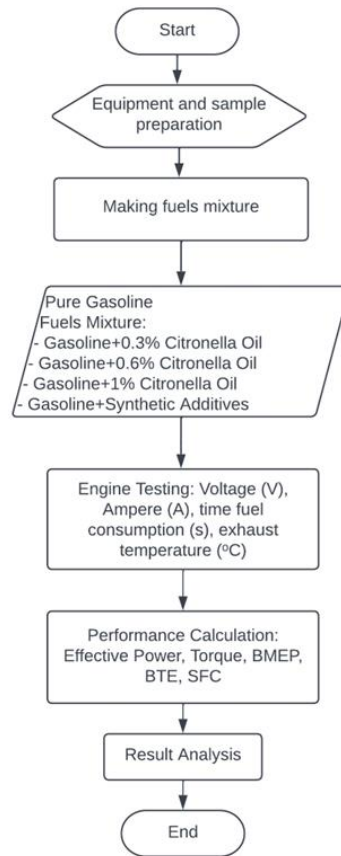 Start
Equipment and sample
preparation
Making fuels mixture
Pure Gasoline
Fuels Mixture:
- Gasoline+0.3% Citronella Oil
- Gasoline+0.6% Citronella Oil
- Gasoline+1% Citronella Oil
- Gasoline+Synthetic Additives
Engine Testing: Voltage (V),
Ampere (A), time fuel
consumption (s), exhaust
temperature (ºC)
Performance Calculation:
Effective Power, Torque, BMEP,
BTE, SFC
Result Analysis
End